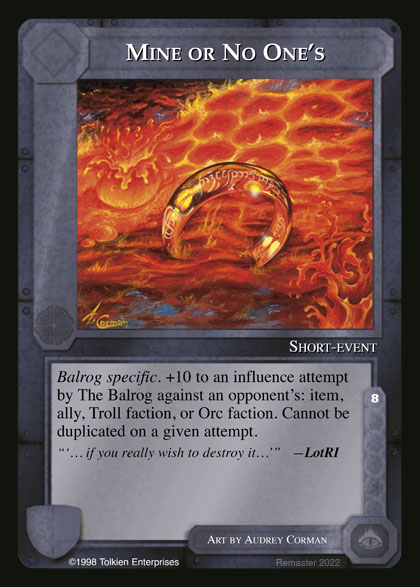 MINE OR NO ONE'S
A Corman
SHORT-EVENT
Balrog specific. +10 to an influence attempt
by The Balrog against an opponent's: item,
ally, Troll faction, or Orc faction. Cannot be
duplicated on a given attempt.
“‘… if you really wish to destroy it…’” –LotRI
8
ART BY AUDREY CORMAN
©1998 Tolkien Enterprises
Remaster 2022